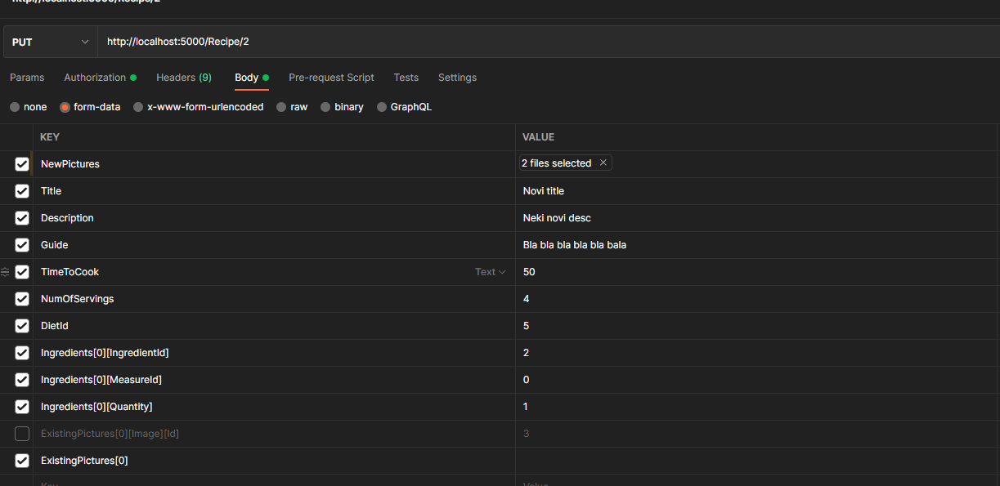 http://localhost:5000/Recipe/2
PUT http://localhost:5000/Recipe/2
Params Authorization Headers (9) Body Pre-request Script Tests Settings
none form-data x-www-form-urlencoded raw binary GraphQL
KEY VALUE
NewPictures 2 files selected
Title Novi title
Description Neki novi desc
Guide Bla bla bla bla bla bala
TimeToCook Text 50
NumOfServings 4
DietId 5
Ingredients[0][IngredientId] 2
Ingredients[0][MeasureId] 0
Ingredients[0][Quantity] 1
ExistingPictures[0][Image][Id] 3
ExistingPictures[0]
Key Value